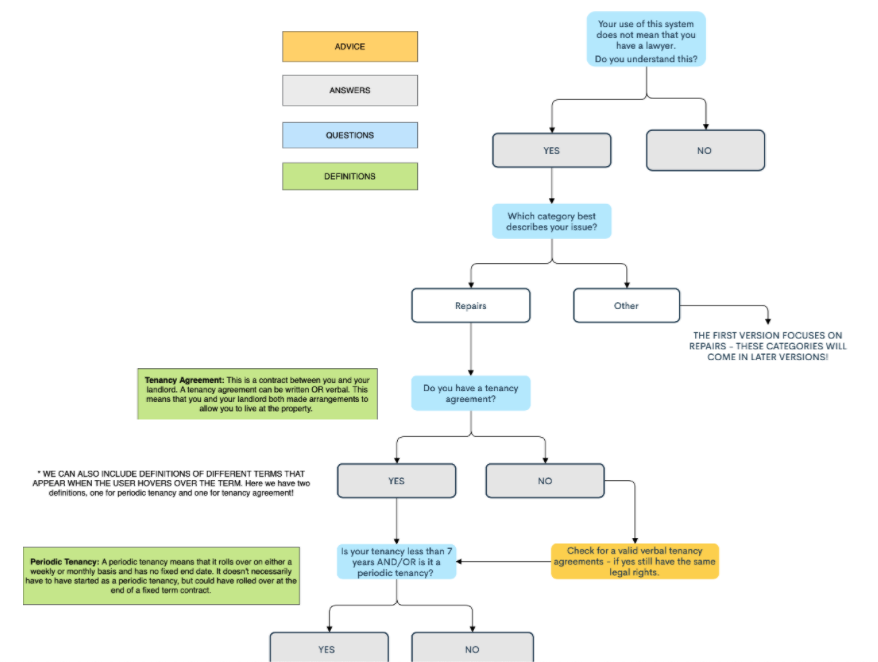 Your use of this system
does not mean that you
have a lawyer.
Do you understand this?
ADVICE
ANSWERS
QUESTIONS
DEFINITIONS
YES
NO
Which category best
describes your issue?
Repairs
Other
THE FIRST VERSION FOCUSES ON
REPAIRS - THESE CATEGORIES WILL
COME IN LATER VERSIONS!
Tenancy Agreement: This is a contract between you and your
landlord. A tenancy agreement can be written OR verbal. This
means that you and your landlord both made arrangements to
allow you to live at the property.
Do you have a tenancy
agreement?
* WE CAN ALSO INCLUDE DEFINITIONS OF DIFFERENT TERMS THAT
APPEAR WHEN THE USER HOVERS OVER THE TERM. Here we have two
definitions, one for periodic tenancy and one for tenancy agreement!
YES
NO
Periodic Tenancy: A periodic tenancy means that it rolls over on either a
weekly or monthly basis and has no fixed end date. It doesn't necessarily
have to have started as a periodic tenancy, but could have rolled over at the
end of a fixed term contract.
Is your tenancy less than 7
years AND/OR is it a
periodic tenancy?
Check for a valid verbal tenancy
agreements - if yes still have the same
legal rights.
YES
NO